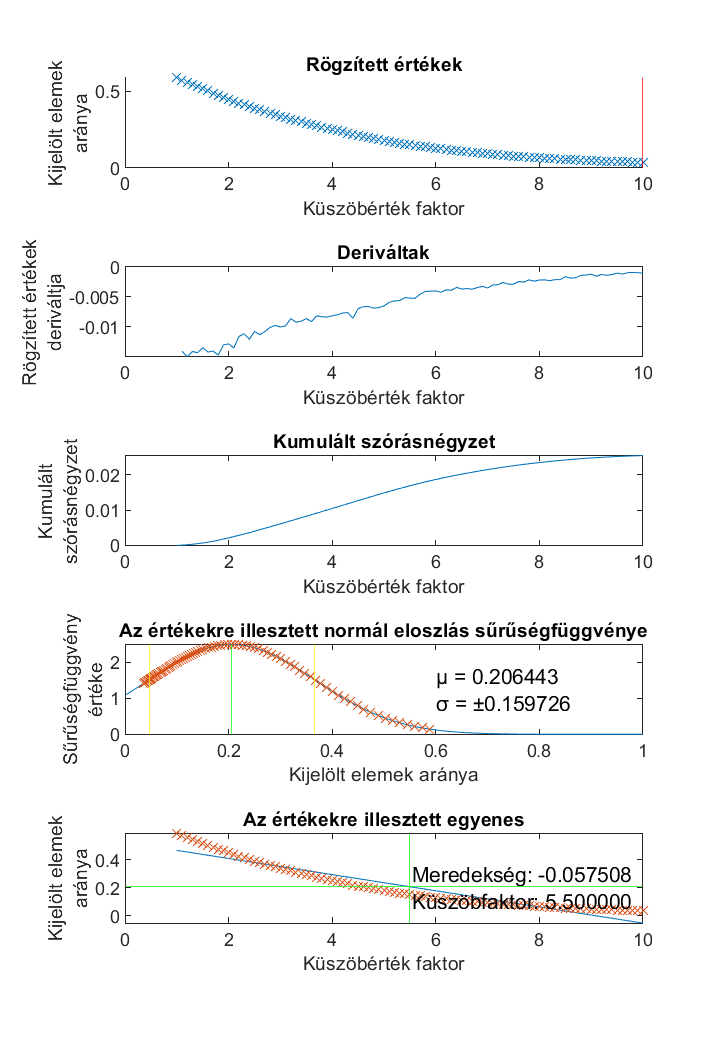 Rögzített értékek
Kijelölt elemek
aránya
0.5
0
0 2 4 6 8 10
Küszöbérték faktor
Deriváltak
Rögzített értékek
deriváltja
0
-0.005
-0.01
0 2 4 6 8 10
Küszöbérték faktor
Kumulált szórásnégyzet
Kumulált
szórásnégyzet
0.02
0.01
0
0 2 4 6 8 10
Küszöbérték faktor
Az értékekre illesztett normál eloszlás sűrűségfüggvénye
Sűrűségfüggvény
értéke
2
1
0
μ = 0.206443
σ = ±0.159726
0 0.2 0.4 0.6 0.8 1
Kijelölt elemek aránya
Az értékekre illesztett egyenes
Kijelölt elemek
aránya
0.4
0.2
0
Meredekség: -0.057508
Küszöbfaktor: 5.500000
0 2 4 6 8 10
Küszöbérték faktor